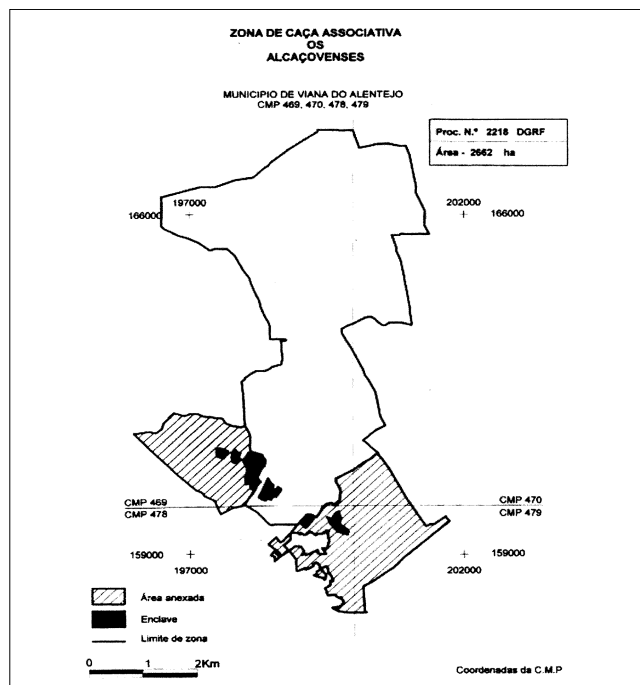 ZONA DE CAÇA ASSOCIATIVA
OS
ALCAÇOVENSES
MUNICIPIO DE VIANA DO ALENTEJO
CMP 469, 470, 478, 479
Proc. N.º 2218 DGRF
Área - 2662 ha
197000
166000
202000
166000
CMP 469
CMP 478
CMP 470
CMP 479
159000
197000
159000
202000
Área anexada
Enclave
Limite de zona
0 1 2Km
Coordenadas da C.M.P